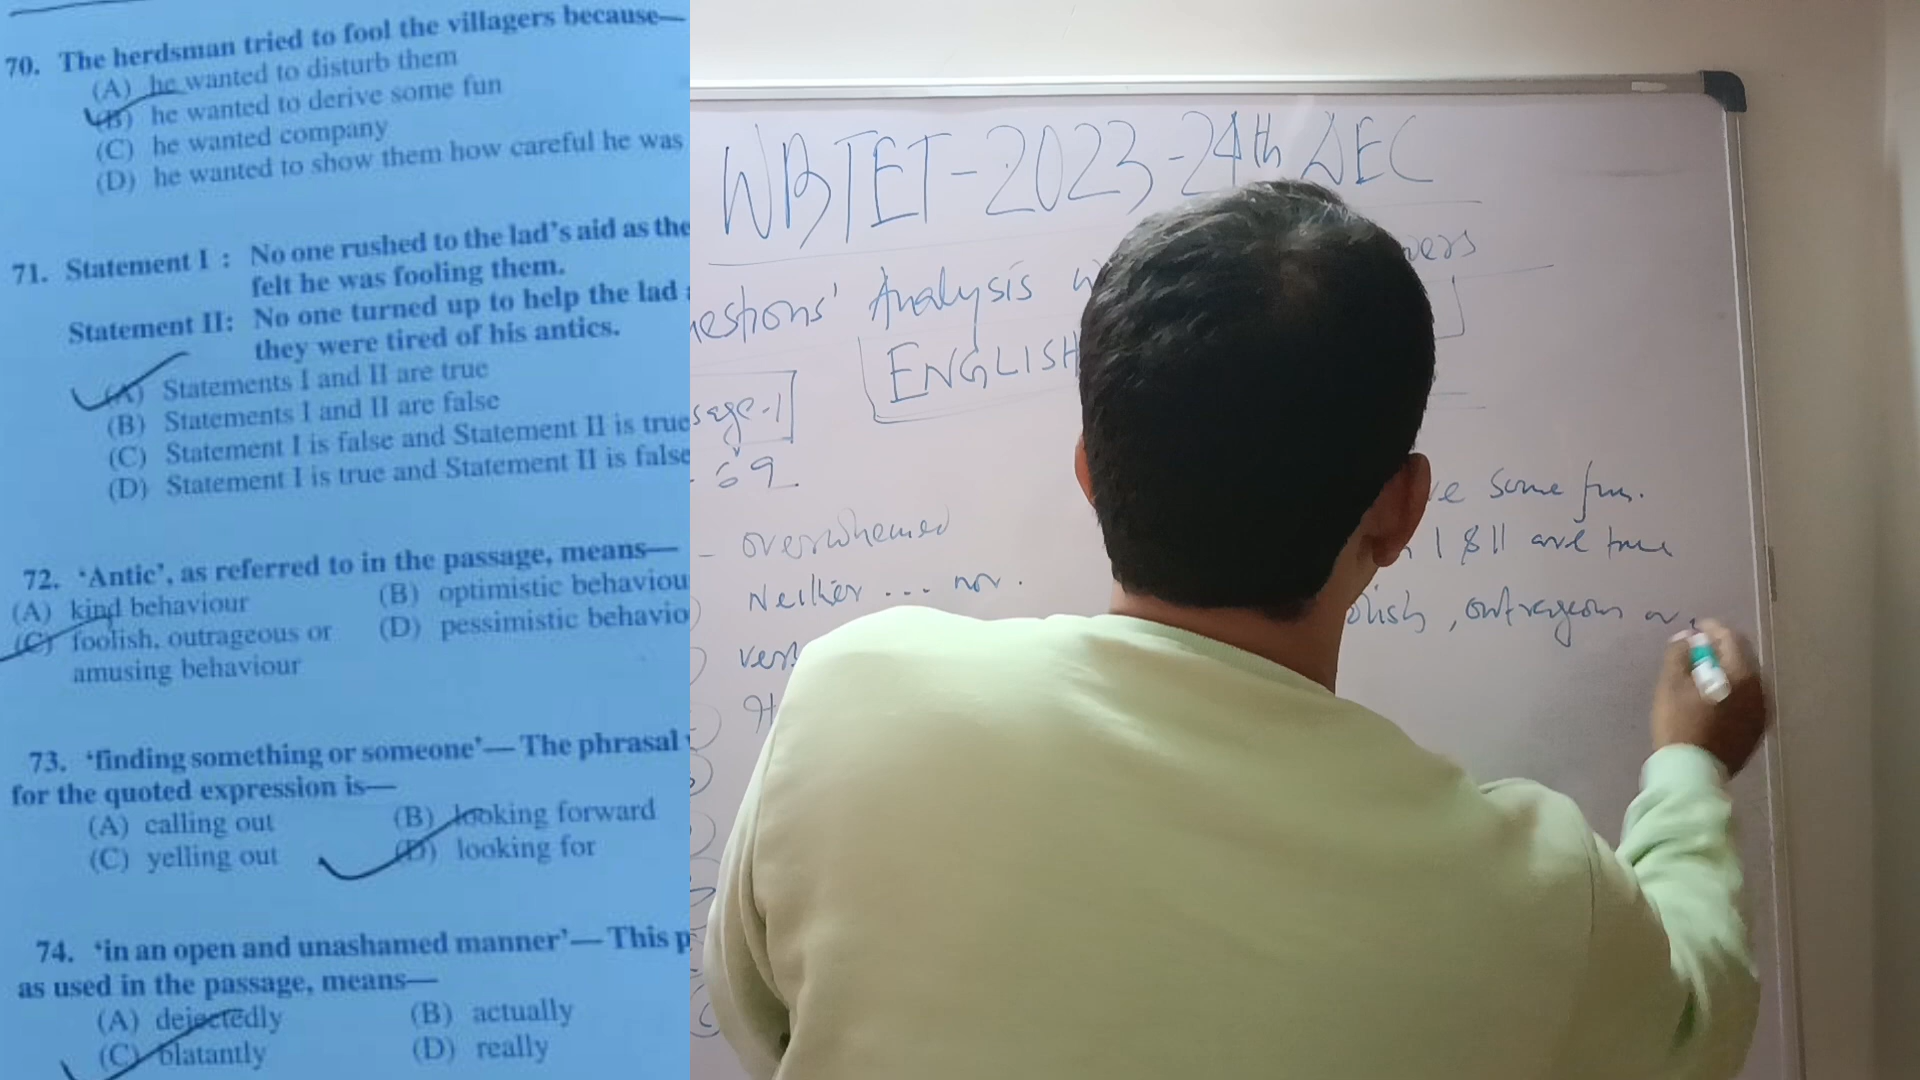 70. The herdsman tried to fool the villagers because—
(A) he wanted to disturb them
(B) he wanted to derive some fun
(C) he wanted company
(D) he wanted to show them how careful he was
71. Statement I : No one rushed to the lad's aid as the
felt he was fooling them.
Statement II: No one turned up to help the lad
they were tired of his antics.
(A) Statements I and II are true
(B) Statements I and II are false
(C) Statement I is false and Statement II is true
(D) Statement I is true and Statement II is false
72. 'Antic', as referred to in the passage, means—
(A) kind behaviour (B) optimistic behaviou
(C) foolish, outrageous or (D) pessimistic behavio
amusing behaviour
73. 'finding something or someone'— The phrasal
for the quoted expression is—
(A) calling out (B) looking forward
(C) yelling out (D) looking for
74. 'in an open and unashamed manner'— This p
as used in the passage, means—
(A) dejectedly (B) actually
(C) blatantly (D) really
WBTET-2023-24th DEC
estions' Analysis w vers
ENGLISH
sage-1
- 69
e some fun.
- overwhemed
I & II are true
Neither ... nor.
olish, outrageous or